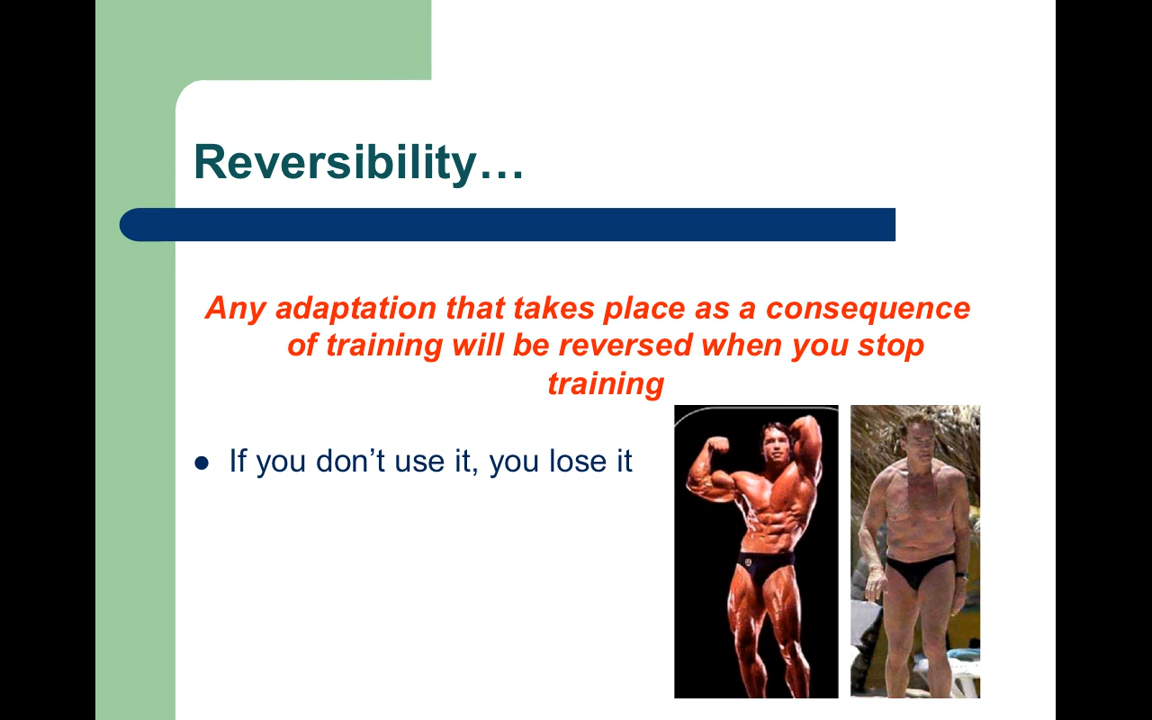 Reversibility…
Any adaptation that takes place as a consequence
of training will be reversed when you stop
training
If you don’t use it, you lose it